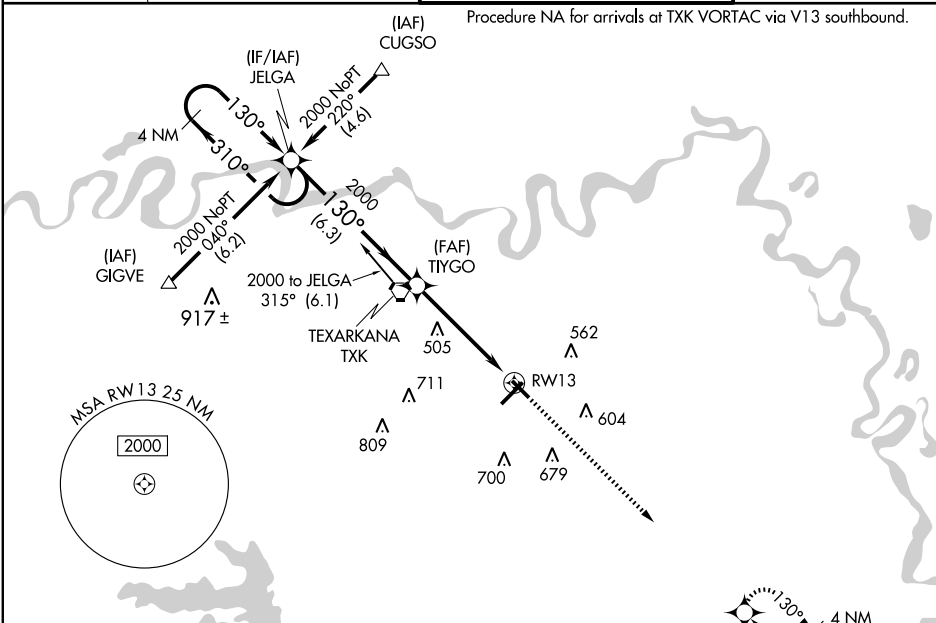 Procedure NA for arrivals at TXK VORTAC via V13 southbound.
(IAF)
CUGSO
(IF/IAF)
JELGA
2000 NoPT
220°
(4.6)
130°
4 NM
310°
2000
130°
(6.3)
2000 NoPT
040°
(6.2)
(IAF)
GIGVE
(FAF)
TIYGO
2000 to JELGA
315° (6.1)
917 ±
TEXARKANA
TXK
505
562
RW13
711
604
809
700
679
MSA RW13 25 NM
2000
130°
4 NM